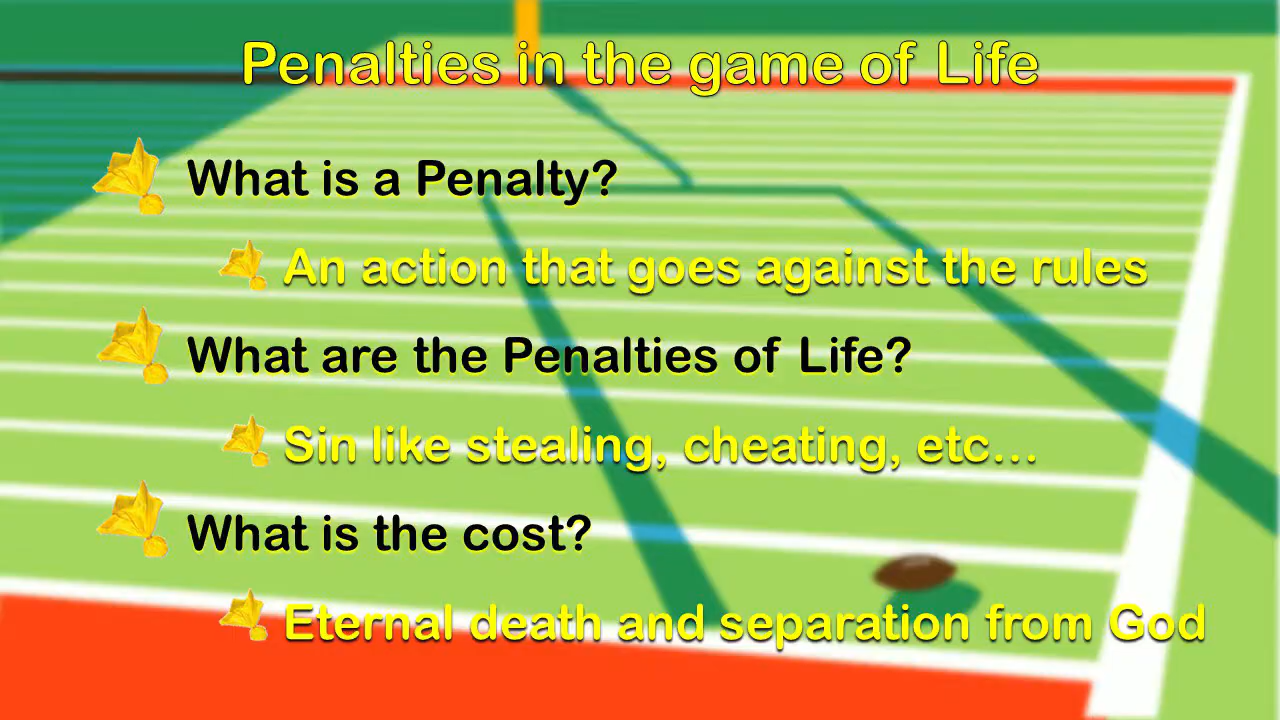 Penalties in the game of Life
What is a Penalty?
An action that goes against the rules
What are the Penalties of Life?
Sin like stealing, cheating, etc…
What is the cost?
Eternal death and separation from God